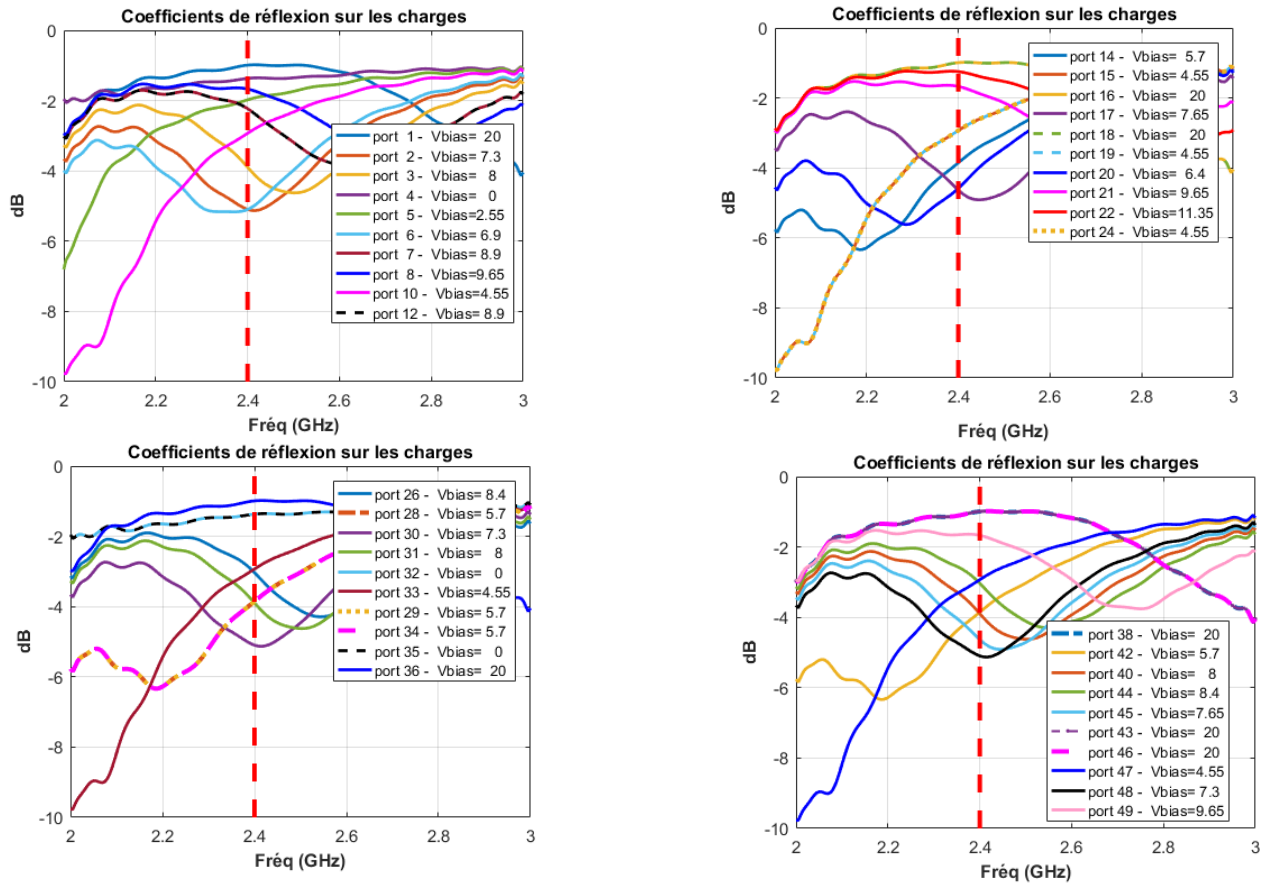 Coefficients de réflexion sur les charges
0
-2
-4
-6
-8
-10
dB
2
2.2
2.4
2.6
2.8
3
Fréq (GHz)
port 1 - Vbias= 20
port 2 - Vbias= 7.3
port 3 - Vbias= 8
port 4 - Vbias= 0
port 5 - Vbias=2.55
port 6 - Vbias= 6.9
port 7 - Vbias= 8.9
port 8 - Vbias=9.65
port 10 - Vbias=4.55
port 12 - Vbias= 8.9
Coefficients de réflexion sur les charges
0
-2
-4
-6
-8
-10
dB
2
2.2
2.4
2.6
2.8
3
Fréq (GHz)
port 14 - Vbias= 5.7
port 15 - Vbias= 4.55
port 16 - Vbias= 20
port 17 - Vbias= 7.65
port 18 - Vbias= 20
port 19 - Vbias= 4.55
port 20 - Vbias= 6.4
port 21 - Vbias= 9.65
port 22 - Vbias=11.35
port 24 - Vbias= 4.55
Coefficients de réflexion sur les charges
0
-2
-4
-6
-8
-10
dB
2
2.2
2.4
2.6
2.8
3
Fréq (GHz)
port 26 - Vbias= 8.4
port 28 - Vbias= 5.7
port 30 - Vbias= 7.3
port 31 - Vbias= 8
port 32 - Vbias= 0
port 33 - Vbias=4.55
port 29 - Vbias= 5.7
port 34 - Vbias= 5.7
port 35 - Vbias= 0
port 36 - Vbias= 20
Coefficients de réflexion sur les charges
0
-2
-4
-6
-8
-10
dB
2
2.2
2.4
2.6
2.8
3
Fréq (GHz)
port 38 - Vbias= 20
port 42 - Vbias= 5.7
port 40 - Vbias= 8
port 44 - Vbias= 8.4
port 45 - Vbias=7.65
port 43 - Vbias= 20
port 46 - Vbias= 20
port 47 - Vbias=4.55
port 48 - Vbias= 7.3
port 49 - Vbias=9.65